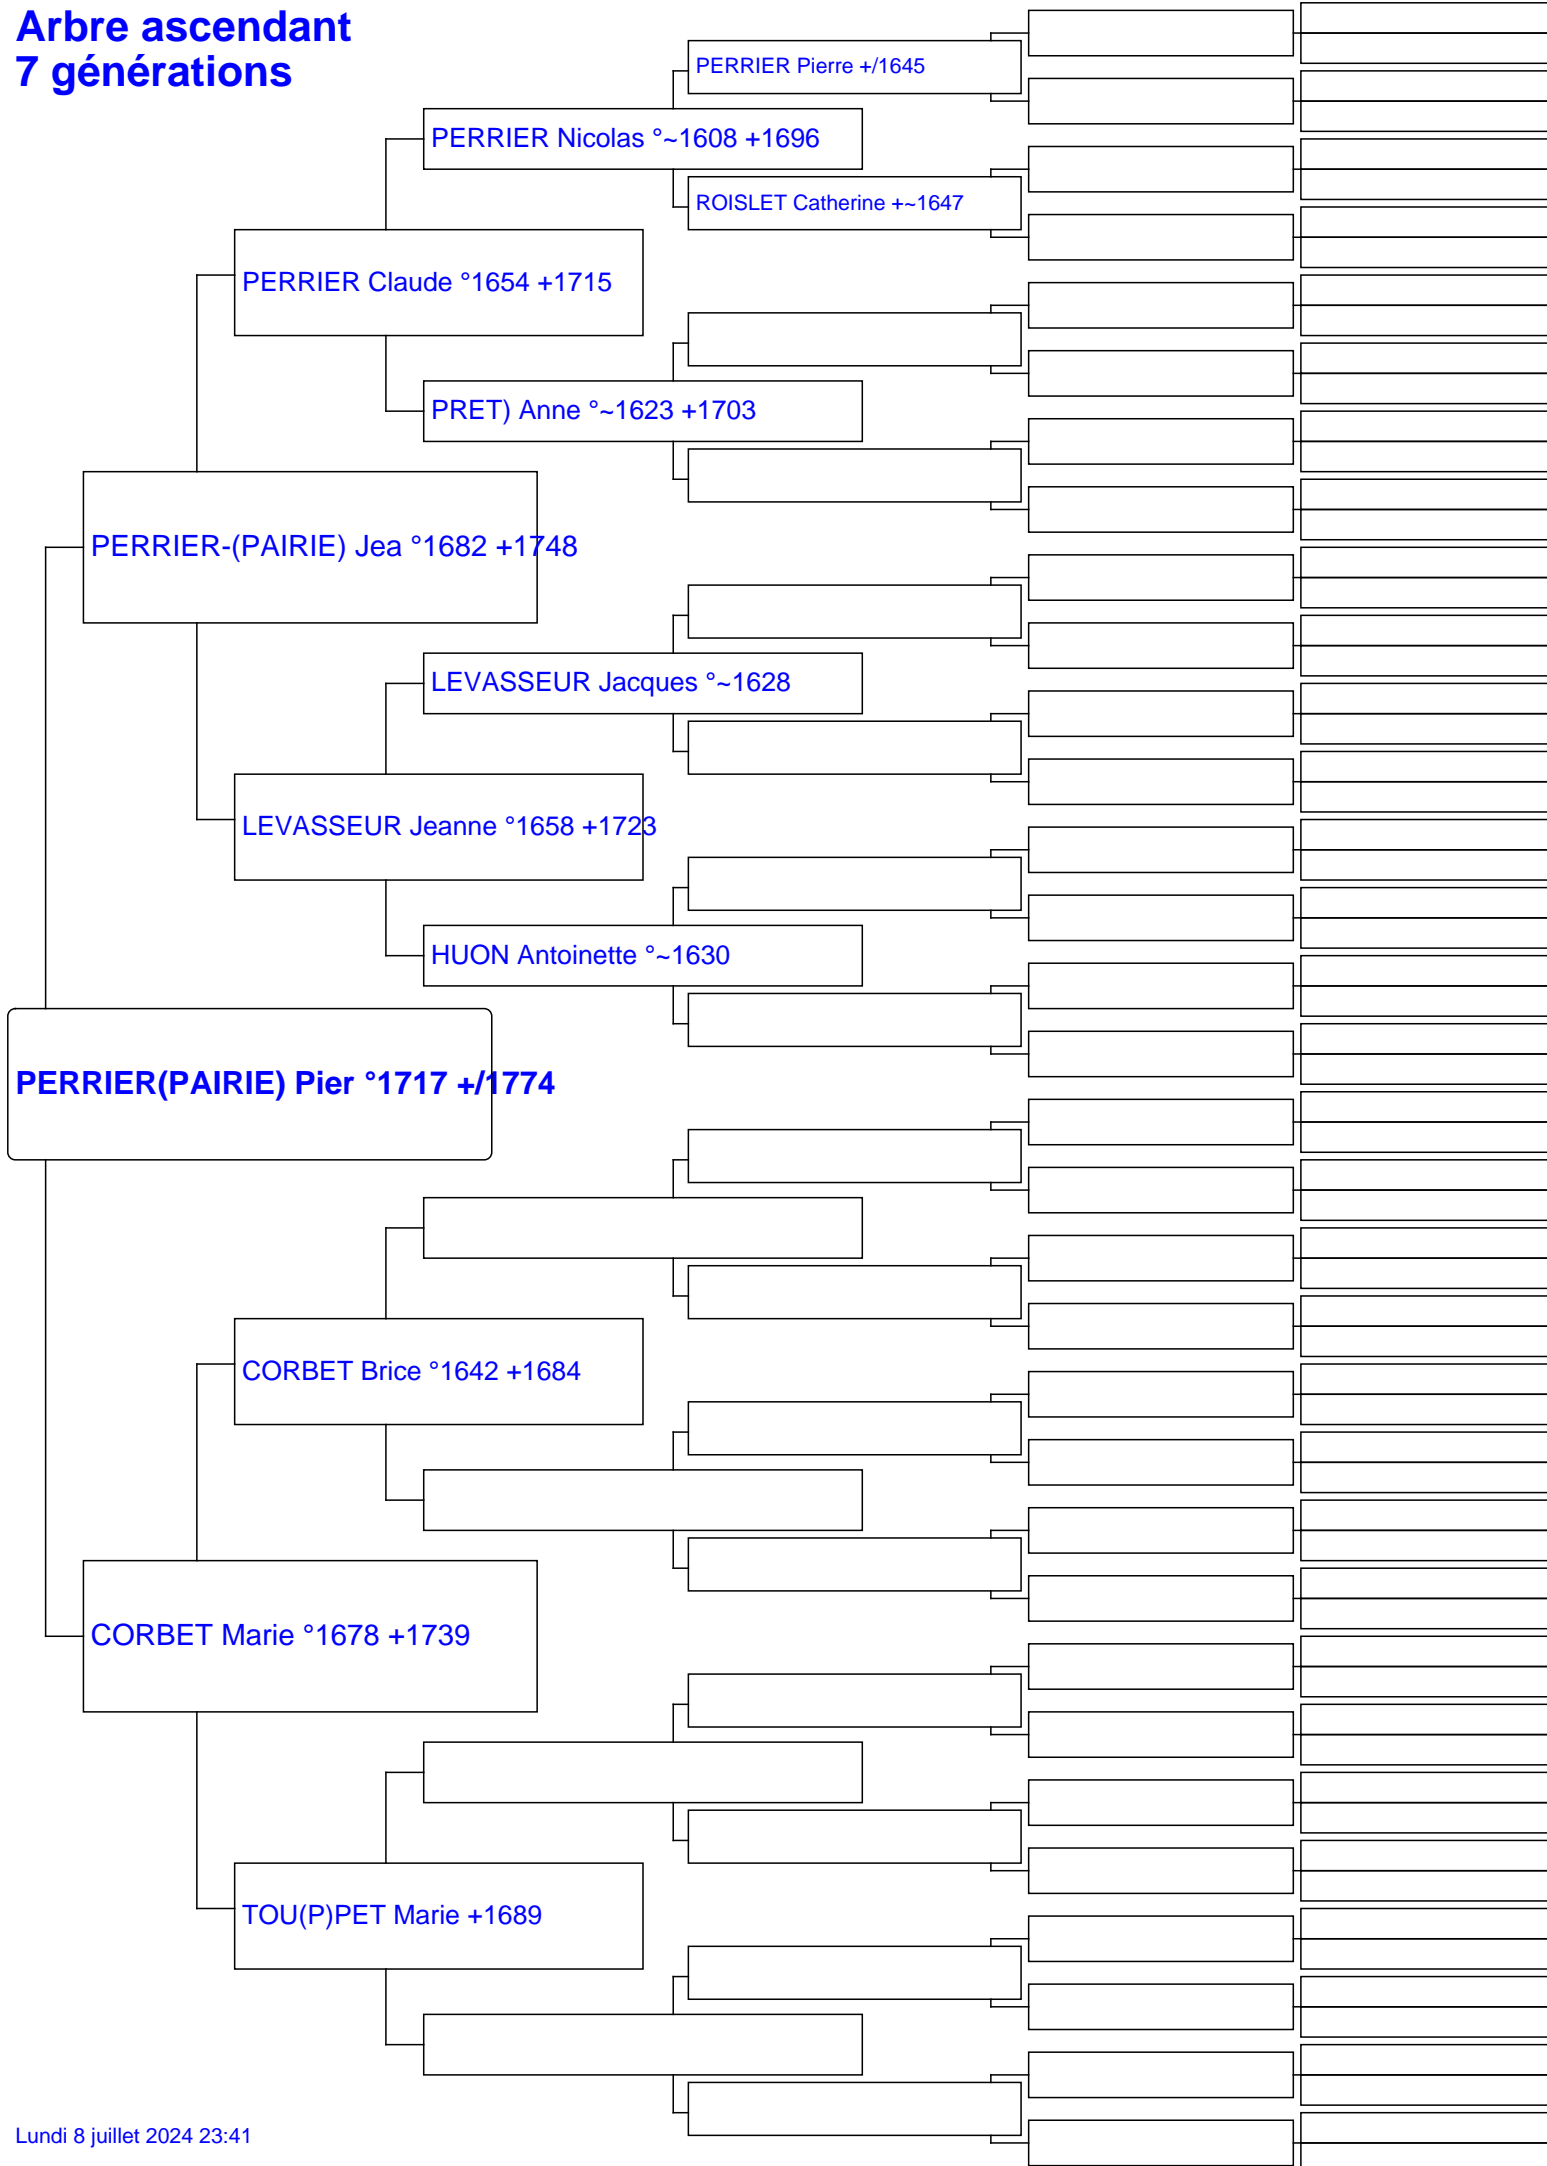 Arbre ascendant
7 générations
PERRIER Pierre +/1645
PERRIER Nicolas °~1608 +1696
ROISLET Catherine +~1647
PERRIER Claude °1654 +1715
PRET) Anne °~1623 +1703
PERRIER-(PAIRIE) Jea °1682 +1748
LEVASSEUR Jacques °~1628
LEVASSEUR Jeanne °1658 +1723
HUON Antoinette °~1630
PERRIER(PAIRIE) Pier °1717 +/1774
CORBET Brice °1642 +1684
CORBET Marie °1678 +1739
TOU(P)PET Marie +1689
Lundi 8 juillet 2024 23:41